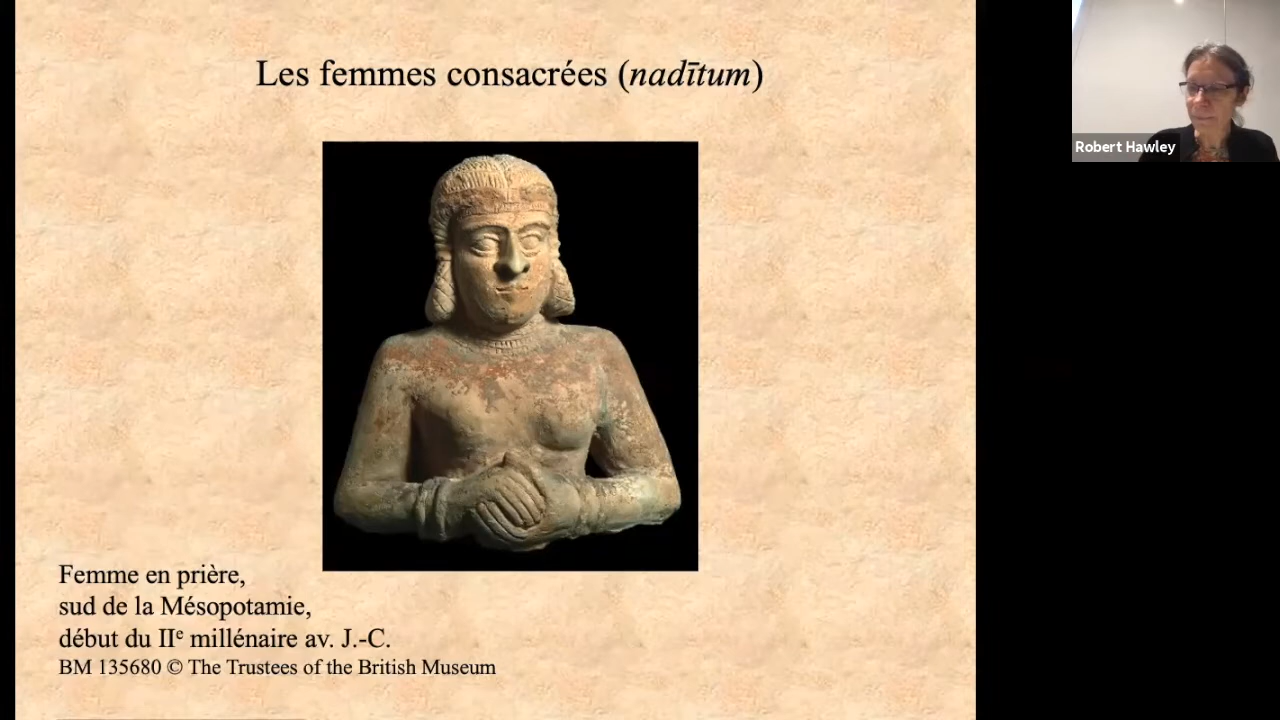 Les femmes consacrées (nadītum)
Robert Hawley
Femme en prière,
sud de la Mésopotamie,
début du IIᵉ millénaire av. J.-C.
BM 135680 © The Trustees of the British Museum